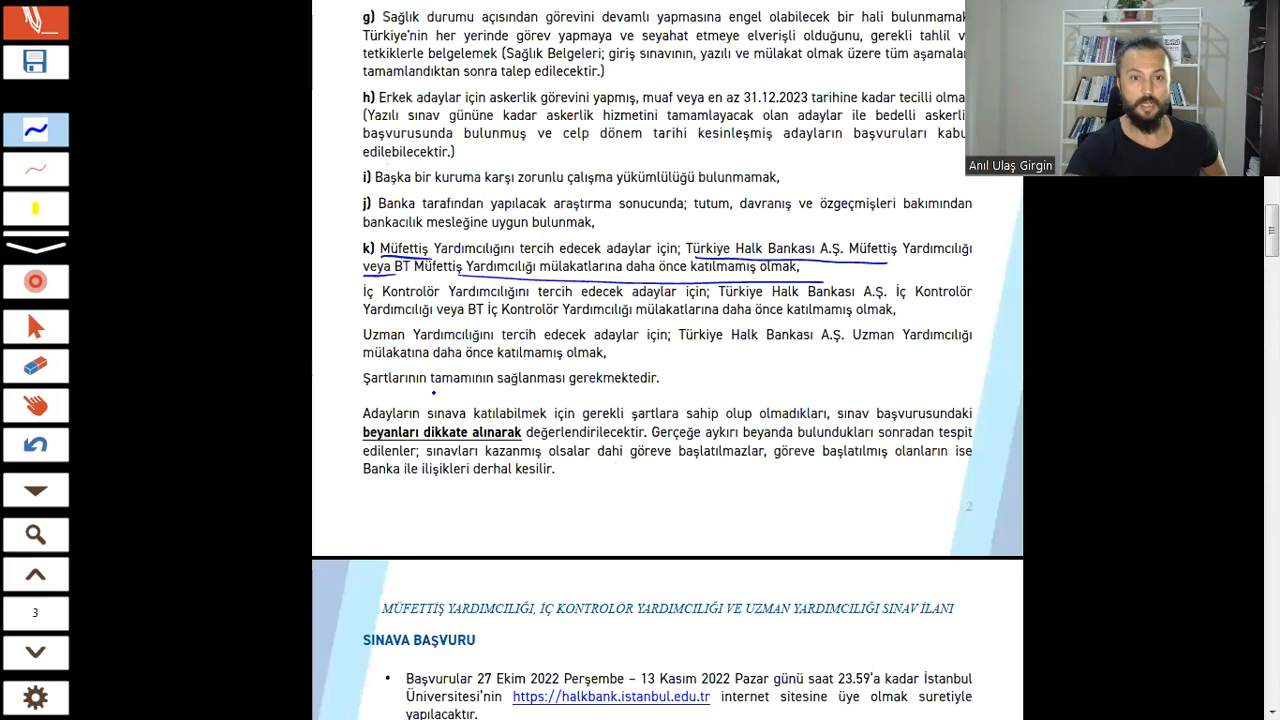 g) Sağlık durumu açısından görevini devamlı yapmasına engel olabilecek bir hali bulunmamak
Türkiye'nin her yerinde görev yapmaya ve seyahat etmeye elverişli olduğunu, gerekli tahlil v
tetkiklerle belgelemek (Sağlık Belgeleri; giriş sınavının, yazılı ve mülakat olmak üzere tüm aşamalar
tamamlandıktan sonra talep edilecektir.)
h) Erkek adaylar için askerlik görevini yapmış, muaf veya en az 31.12.2023 tarihine kadar tecilli olma
(Yazılı sınav gününe kadar askerlik hizmetini tamamlayacak olan adaylar ile bedelli askerli
başvurusunda bulunmuş ve celp dönem tarihi kesinleşmiş adayların başvuruları kabu
edilebilecektir.)
Anıl Ulaş Girgin
i) Başka bir kuruma karşı zorunlu çalışma yükümlülüğü bulunmamak,
j) Banka tarafından yapılacak araştırma sonucunda; tutum, davranış ve özgeçmişleri bakımından
bankacılık mesleğine uygun bulunmak,
k) Müfettiş Yardımcılığını tercih edecek adaylar için; Türkiye Halk Bankası A.Ş. Müfettiş Yardımcılığı
veya BT Müfettiş Yardımcılığı mülakatlarına daha önce katılmamış olmak,
İç Kontrolör Yardımcılığını tercih edecek adaylar için; Türkiye Halk Bankası A.Ş. İç Kontrolör
Yardımcılığı veya BT İç Kontrolör Yardımcılığı mülakatlarına daha önce katılmamış olmak,
Uzman Yardımcılığını tercih edecek adaylar için; Türkiye Halk Bankası A.Ş. Uzman Yardımcılığı
mülakatına daha önce katılmamış olmak,
Şartlarının tamamının sağlanması gerekmektedir.
Adayların sınava katılabilmek için gerekli şartlara sahip olup olmadıkları, sınav başvurusundaki
beyanları dikkate alınarak değerlendirilecektir. Gerçeğe aykırı beyanda bulundukları sonradan tespit
edilenler; sınavları kazanmış olsalar dahi göreve başlatılmazlar, göreve başlatılmış olanların ise
Banka ile ilişikleri derhal kesilir.
2
3
MÜFETTİŞ YARDIMCILIĞI, İÇ KONTROLÖR YARDIMCILIĞI VE UZMAN YARDIMCILIĞI SINAV İLANI
SINAVA BAŞVURU
• Başvurular 27 Ekim 2022 Perşembe – 13 Kasım 2022 Pazar günü saat 23.59'a kadar İstanbul
Üniversitesi'nin https://halkbank.istanbul.edu.tr internet sitesine üye olmak suretiyle
yapılacaktır.